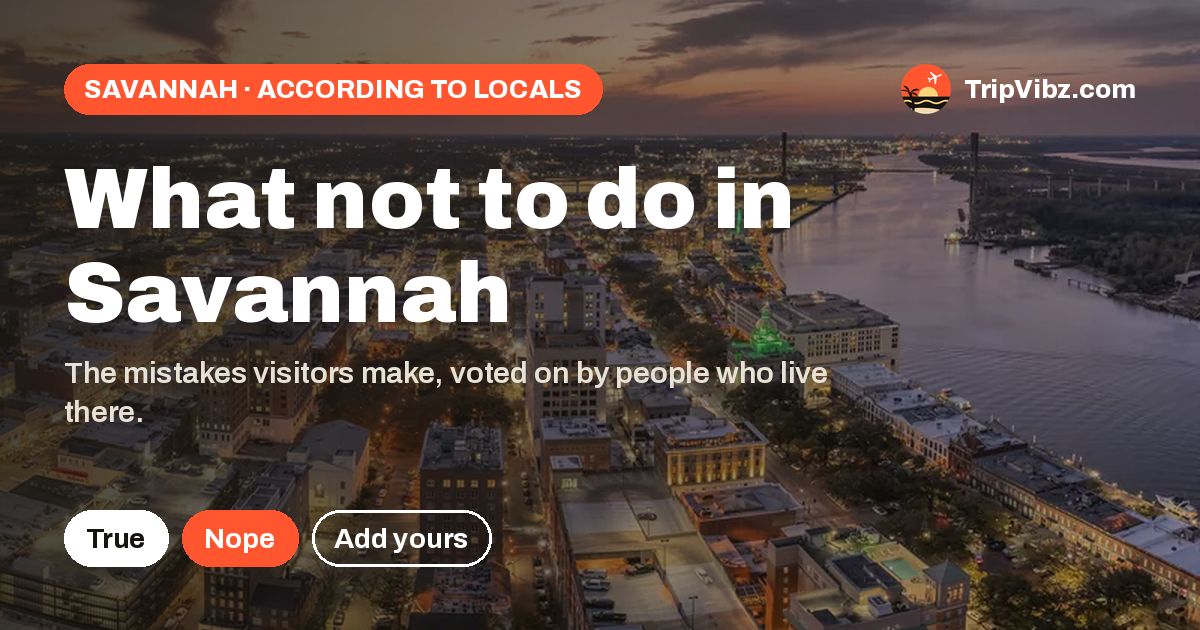 SAVANNAH · ACCORDING TO LOCALS
TripVibz.com
What not to do in
Savannah
The mistakes visitors make, voted on by people who live
there.
True
Nope
Add yours